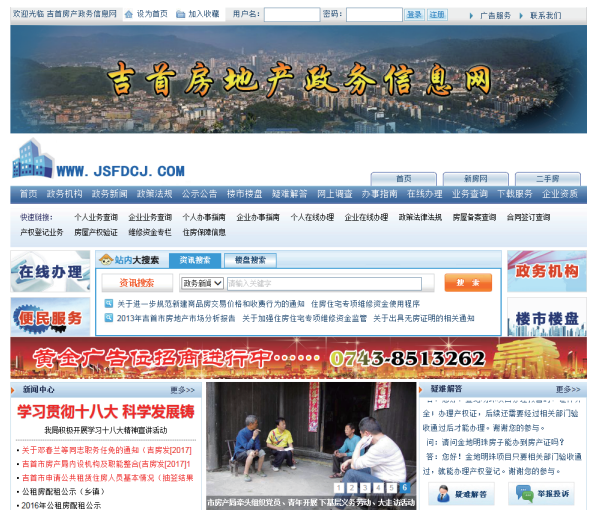 欢迎光临 吉首房产政务信息网 设为首页 加入收藏 用户名: 密码: 登录 注册 广告服务 联系我们
吉首房地产政务信息网
WWW.JSFDCJ.COM
首页 新房网 二手房
首页 政务机构 政务新闻 政策法规 公示公告 楼市楼盘 疑难解答 网上调查 办事指南 在线办理 业务查询 下载服务 企业资质
快速链接: 个人业务查询 企业业务查询 个人办事指南 企业办事指南 个人在线办理 企业在线办理 政策法律法规 房屋备案查询 合同签订查询
产权登记业务 房屋产权验证 维修资金专栏 住房保障信息
在线办理
便民服务
站内大搜索 资讯搜索 楼盘搜索
资讯搜索 政务新闻 请输入关键字 搜 索
关于进一步规范新建商品房交易价格和收费行为的通知 住房住宅专项维修资金使用程序
2013年吉首市房地产市场分析报告 关于加强住房住宅专项维修资金监管 关于出具无房证明的相关通知
政务机构
楼市楼盘
黄金广告位招商进行中…… 0743-8513262
新闻中心 更多>>
学习贯彻十八大 科学发展铸
我局积极开展学习十八大精神宣讲活动
关于邓春兰等同志职务任免的通知(吉房发[2017]
吉首市房产局内设机构及职能整合(吉房发[2017]1
吉首市申请公共租赁住房人员基本情况(抽签结果
公租房配租公示(乡镇)
2016年公租房配租公示
1 2 3 4 5 6
市房产局牵头组织党员、青年开展 下基层义务劳动、大走访活动
疑难解答 更多>>
全!办理产权证,后续还需要经过相关部门验
收通过后才能办理。谢谢您的参与。
问:请问金地明珠房子能办到房产证吗?
答:您好!金地明珠项目只要相关部门验收通
过,就能办理产权登记。谢谢您的参与。
疑难解答 举报投诉